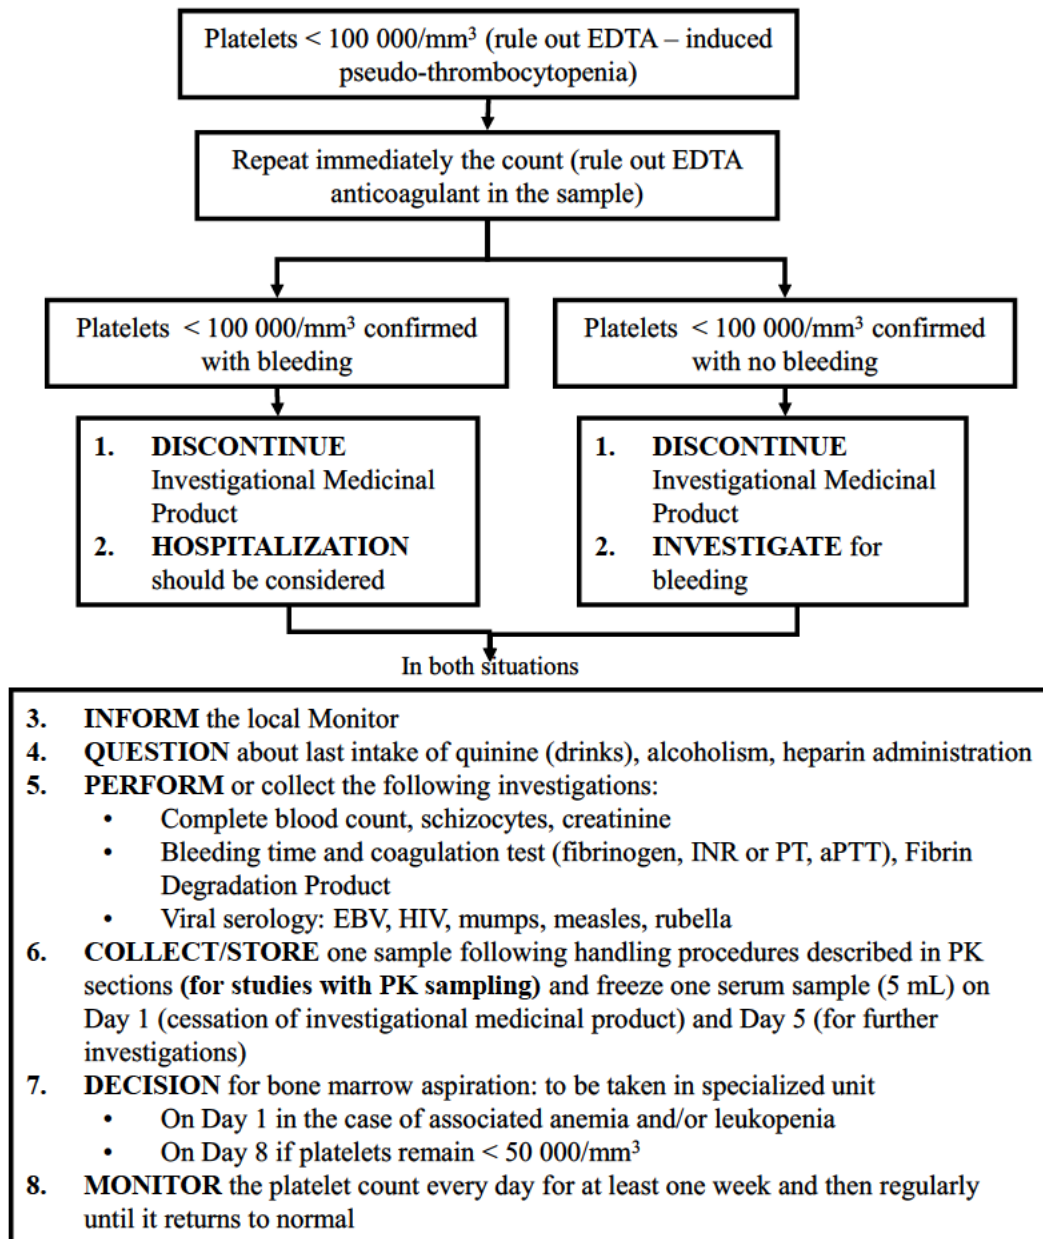 Platelets < 100 000/mm³ (rule out EDTA – induced
pseudo-thrombocytopenia)
Repeat immediately the count (rule out EDTA
anticoagulant in the sample)
Platelets < 100 000/mm³ confirmed
with bleeding
Platelets < 100 000/mm³ confirmed
with no bleeding
1. DISCONTINUE
Investigational Medicinal
Product
2. HOSPITALIZATION
should be considered
1. DISCONTINUE
Investigational Medicinal
Product
2. INVESTIGATE for
bleeding
In both situations
3. INFORM the local Monitor
4. QUESTION about last intake of quinine (drinks), alcoholism, heparin administration
5. PERFORM or collect the following investigations:
• Complete blood count, schizocytes, creatinine
• Bleeding time and coagulation test (fibrinogen, INR or PT, aPTT), Fibrin
Degradation Product
• Viral serology: EBV, HIV, mumps, measles, rubella
6. COLLECT/STORE one sample following handling procedures described in PK
sections (for studies with PK sampling) and freeze one serum sample (5 mL) on
Day 1 (cessation of investigational medicinal product) and Day 5 (for further
investigations)
7. DECISION for bone marrow aspiration: to be taken in specialized unit
• On Day 1 in the case of associated anemia and/or leukopenia
• On Day 8 if platelets remain < 50 000/mm³
8. MONITOR the platelet count every day for at least one week and then regularly
until it returns to normal